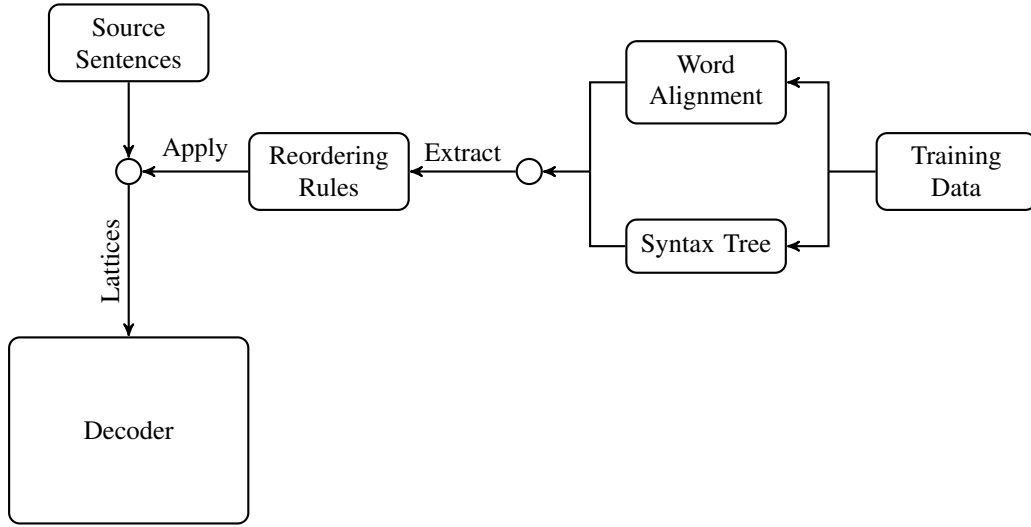 Source
Sentences
Word
Alignment
Apply
Reordering
Rules
Extract
Training
Data
Syntax Tree
Lattices
Decoder